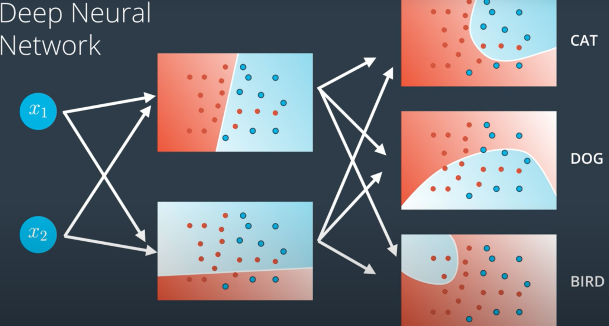 Deep Neural
Network
x₁
x₂
CAT
DOG
BIRD